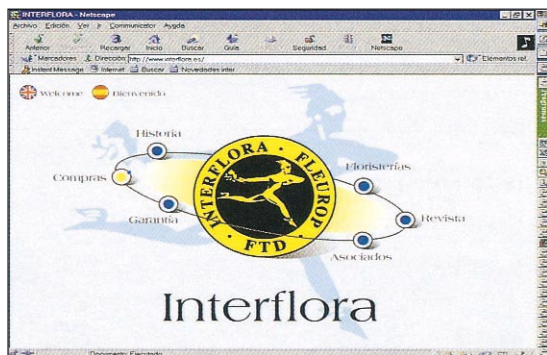 INTERFLORA - Netscape
Archivo Edición Ver Ir Communicator Ayuda
Anterior Recargar Inicio Buscar Guía Seguridad Netscape
Marcadores Dirección: http://www.interflora.es/ Elementos rel.
Instant Message Internet Buscar Novedades inter
Welcome Bienvenido
Historia
Compras
Garantía
Floristerías
Revista
Asociados
INTERFLORA · FLEUROP · FTD ·
Interflora
Documento: Ejecutado